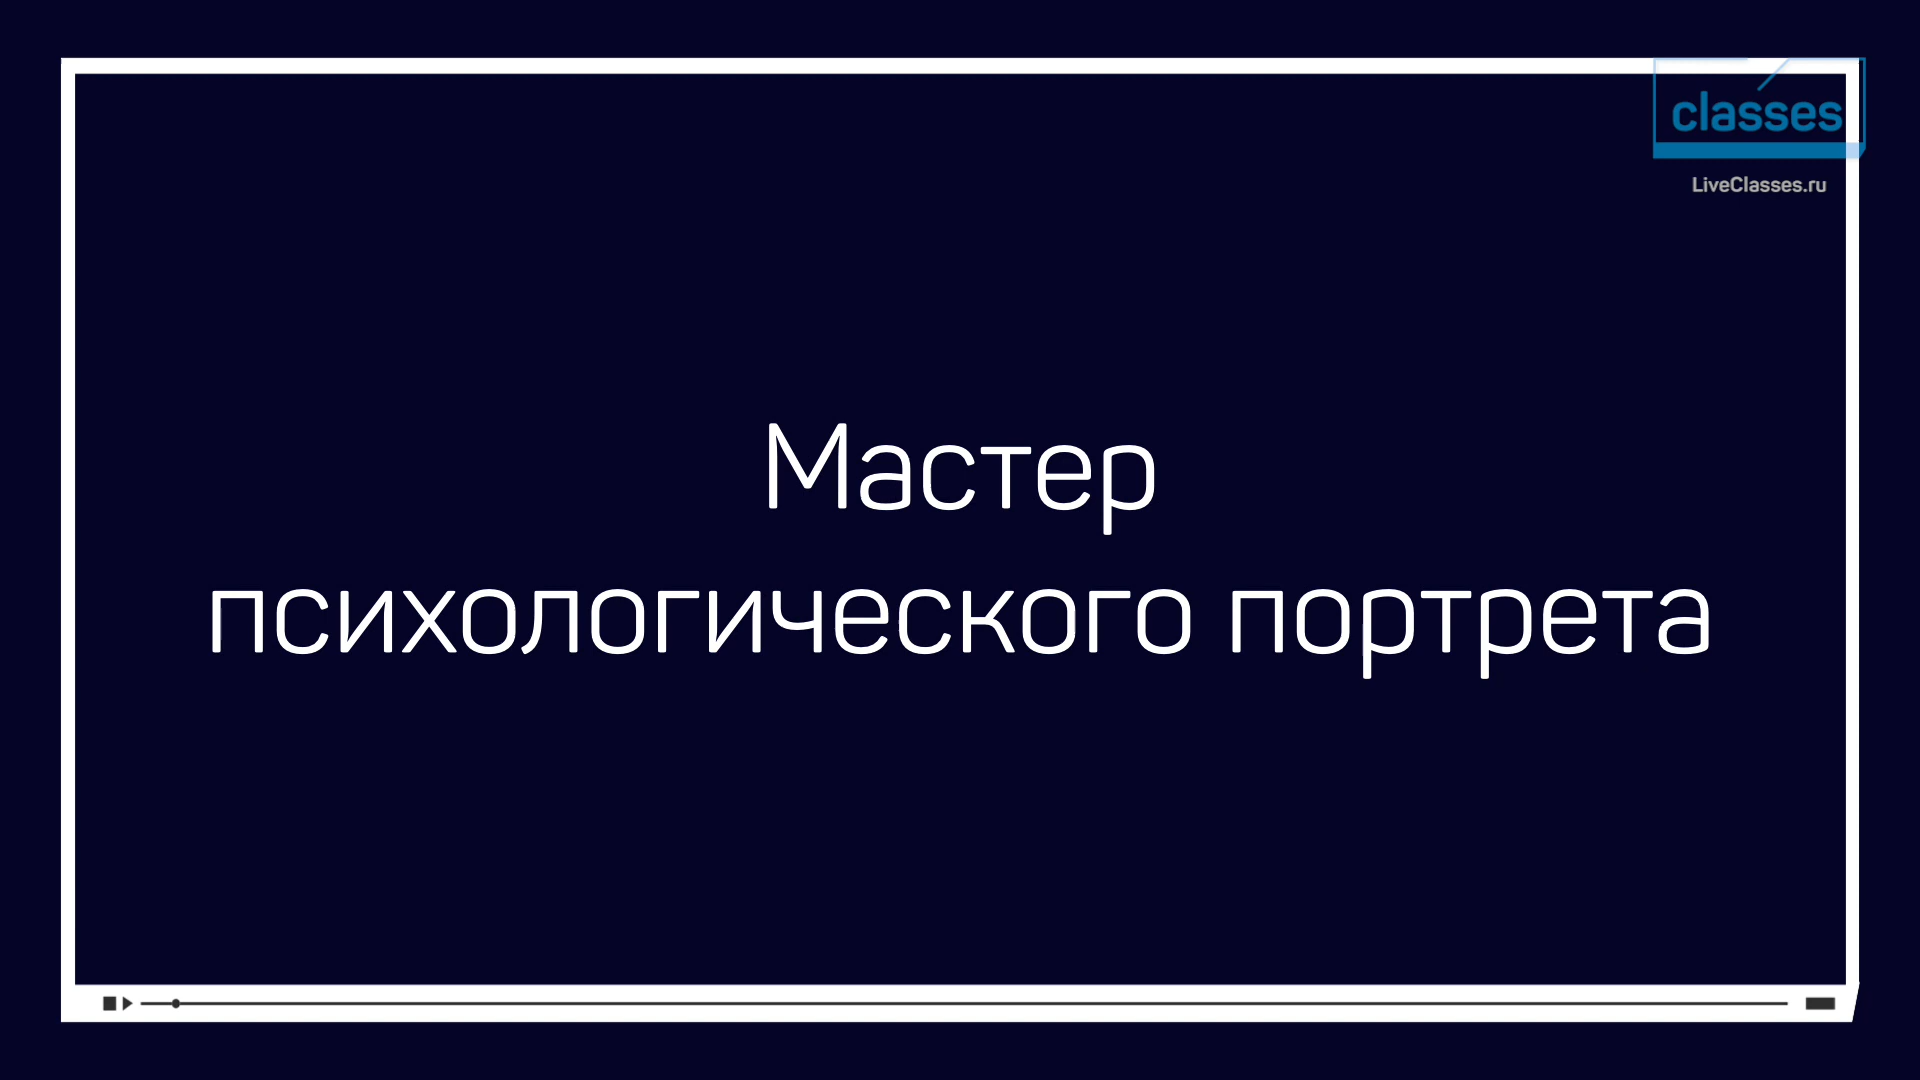 classes
LiveClasses.ru
Мастер
психологического портрета